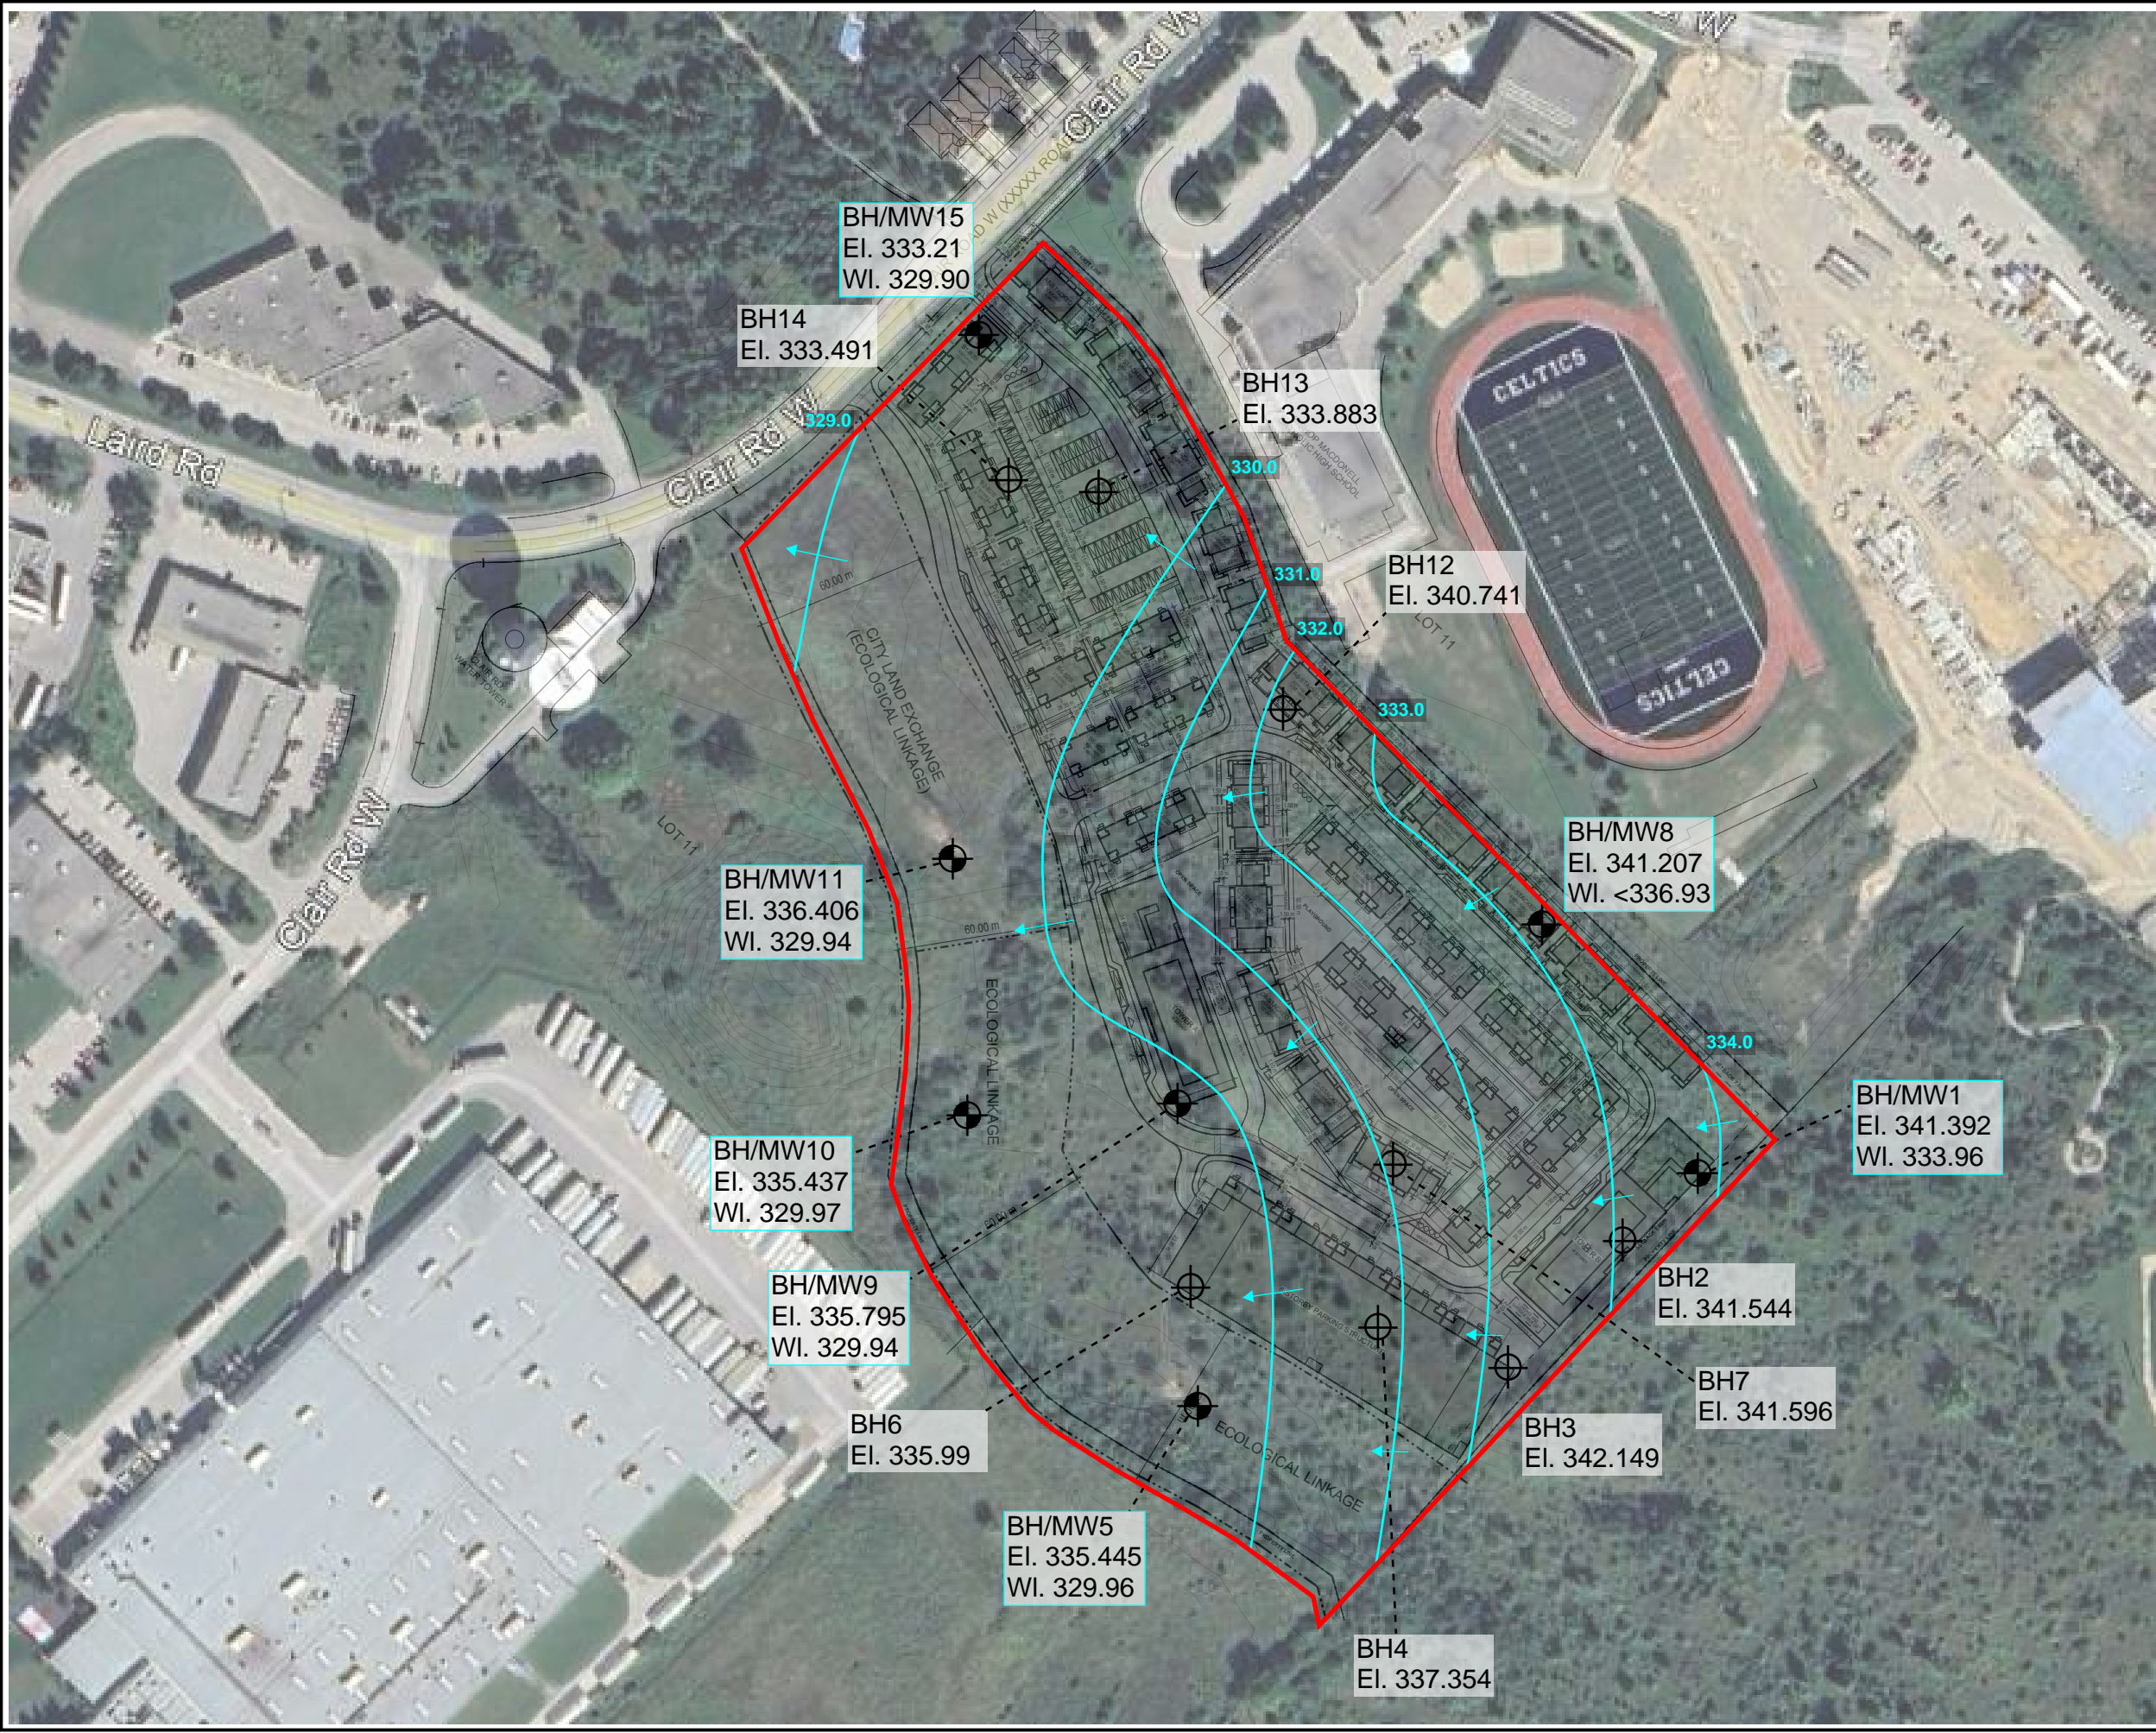 Clair Rd W
BH/MW15
El. 333.21
Wl. 329.90
BH14
El. 333.491
BH13
El. 333.883
CELTICS
Laird Rd
Clair Rd W
329.0
330.0
331.0
332.0
333.0
334.0
BH12
El. 340.741
LOT 11
CELTICS
60.00 m
CITY LAND EXCHANGE
(ECOLOGICAL LINKAGE)
LOT 11
Clair Rd W
BH/MW8
El. 341.207
Wl. <336.93
BH/MW11
El. 336.406
Wl. 329.94
60.00 m
ECOLOGICAL LINKAGE
BH/MW1
El. 341.392
Wl. 333.96
BH/MW10
El. 335.437
Wl. 329.97
BH/MW9
El. 335.795
Wl. 329.94
BH2
El. 341.544
BH7
El. 341.596
BH6
El. 335.99
BH3
El. 342.149
ECOLOGICAL LINKAGE
BH/MW5
El. 335.445
Wl. 329.96
BH4
El. 337.354